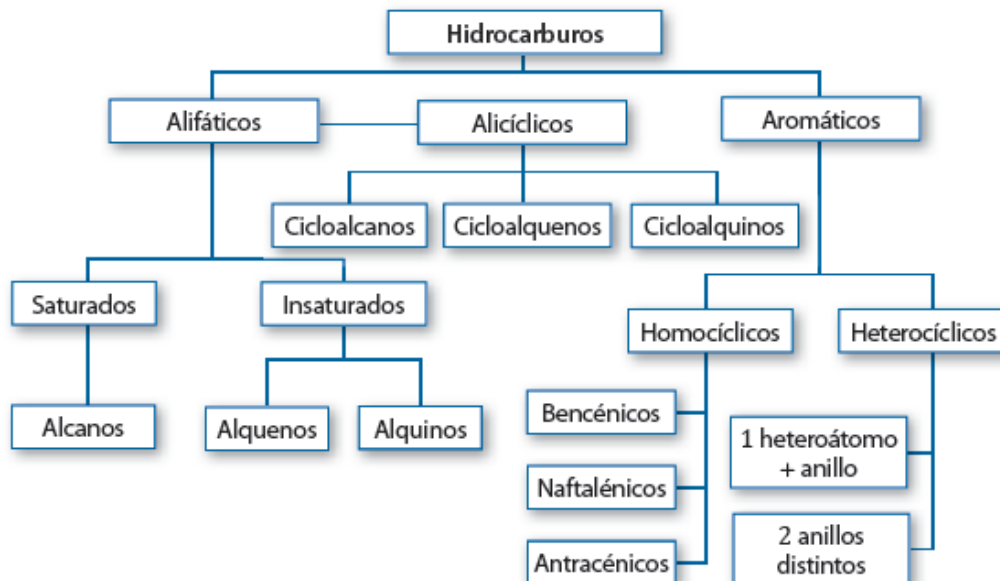 Hidrocarburos
Alifáticos
Alicíclicos
Aromáticos
Cicloalcanos
Cicloalquenos
Cicloalquinos
Saturados
Insaturados
Homocíclicos
Heterocíclicos
Alcanos
Alquenos
Alquinos
Bencénicos
1 heteroátomo
+ anillo
Naftalénicos
2 anillos
distintos
Antracénicos